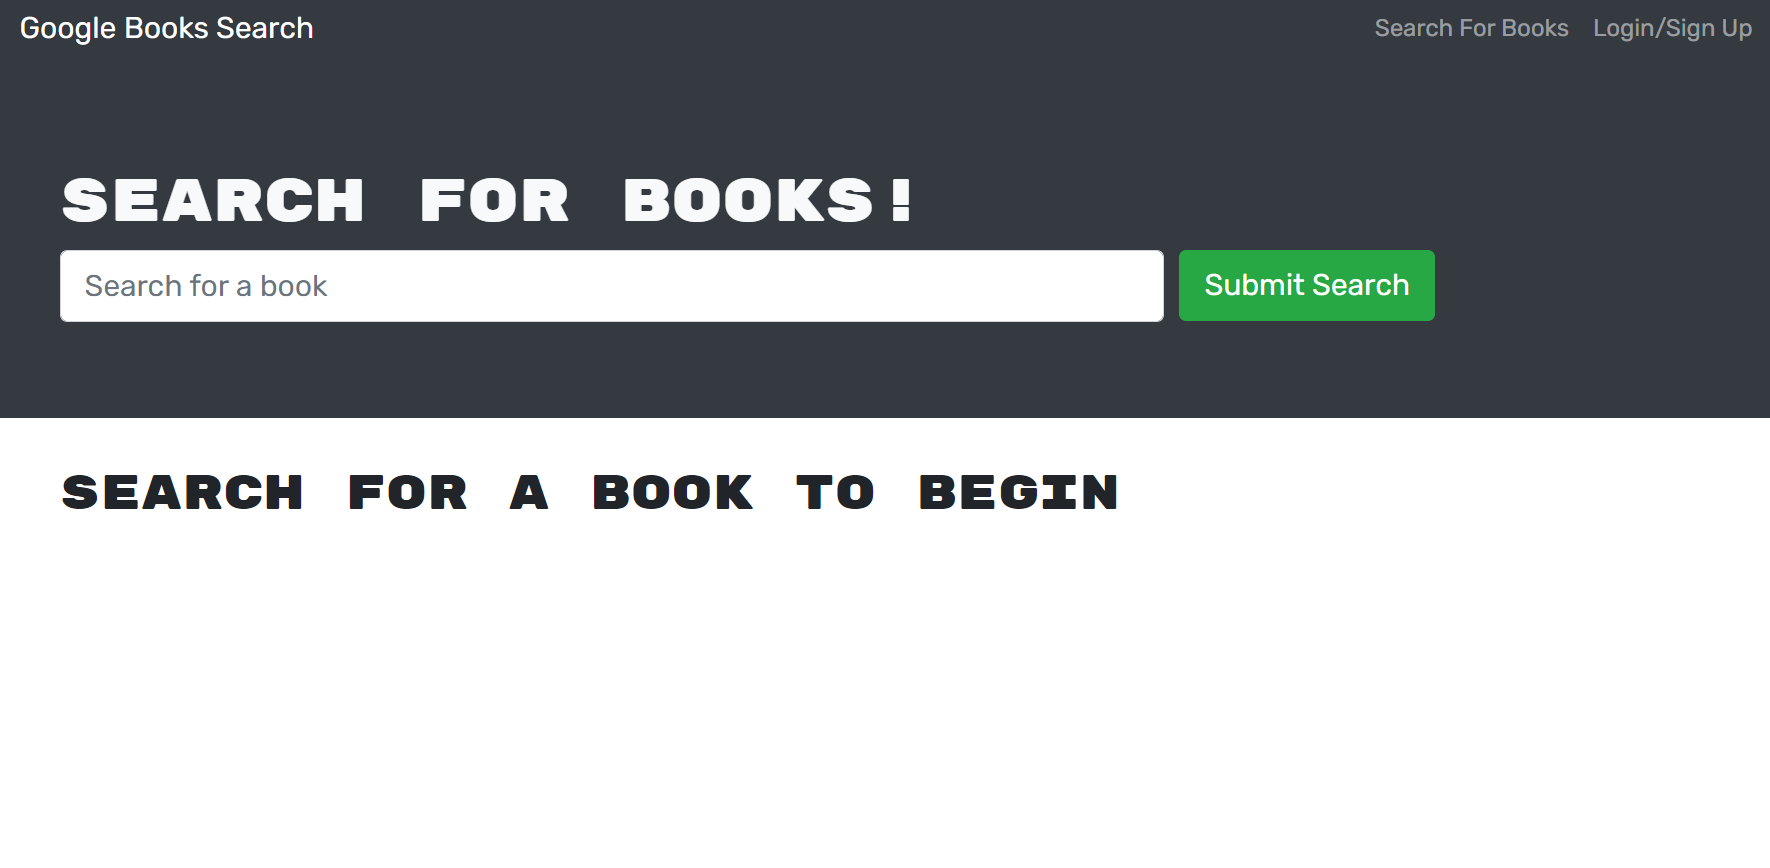 Google Books Search Search For Books Login/Sign Up
SEARCH FOR BOOKS!
Search for a book Submit Search
SEARCH FOR A BOOK TO BEGIN